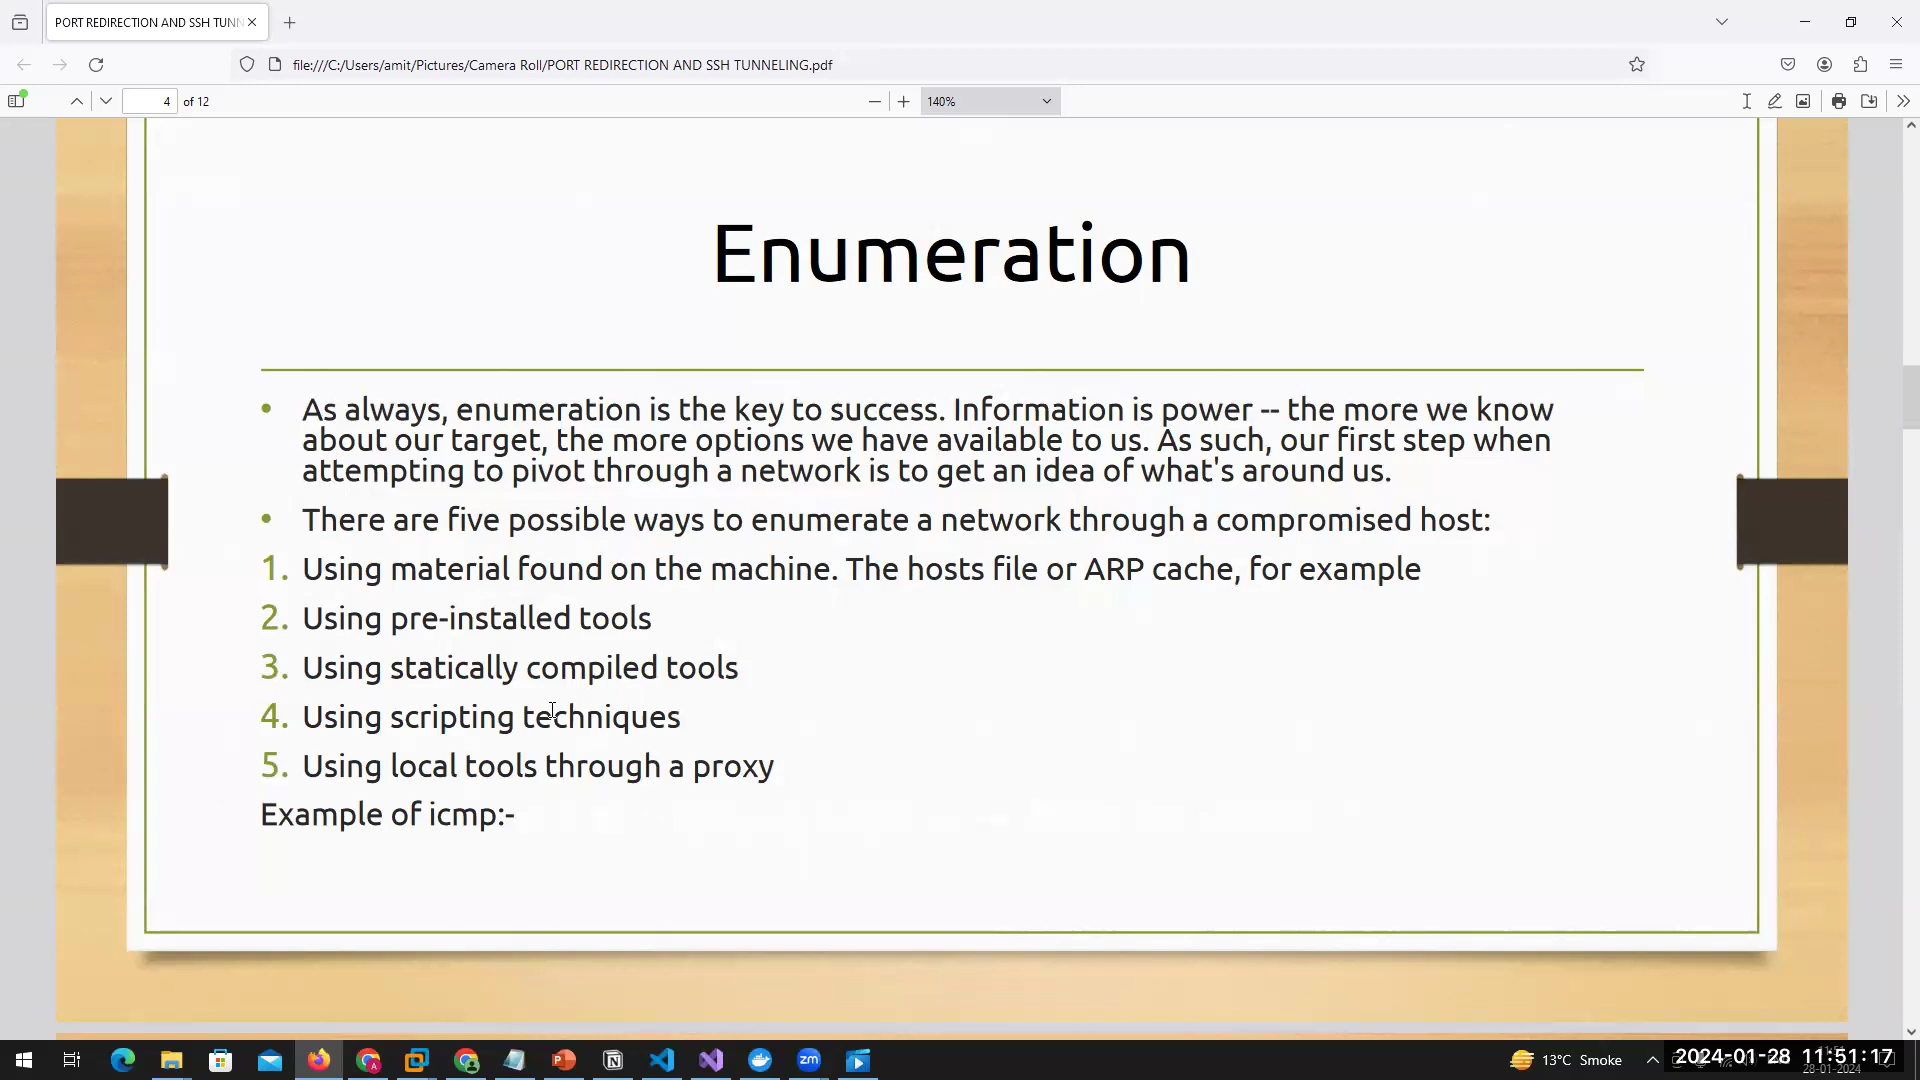 PORT REDIRECTION AND SSH TUNN
file:///C:/Users/amit/Pictures/Camera Roll/PORT REDIRECTION AND SSH TUNNELING.pdf
4 of 12
140%
Enumeration
• As always, enumeration is the key to success. Information is power -- the more we know
about our target, the more options we have available to us. As such, our first step when
attempting to pivot through a network is to get an idea of what's around us.
• There are five possible ways to enumerate a network through a compromised host:
1. Using material found on the machine. The hosts file or ARP cache, for example
2. Using pre-installed tools
3. Using statically compiled tools
4. Using scripting techniques
5. Using local tools through a proxy
Example of icmp:-
zm
13°C Smoke
2024-01-28 11:51:17
28-01-2024